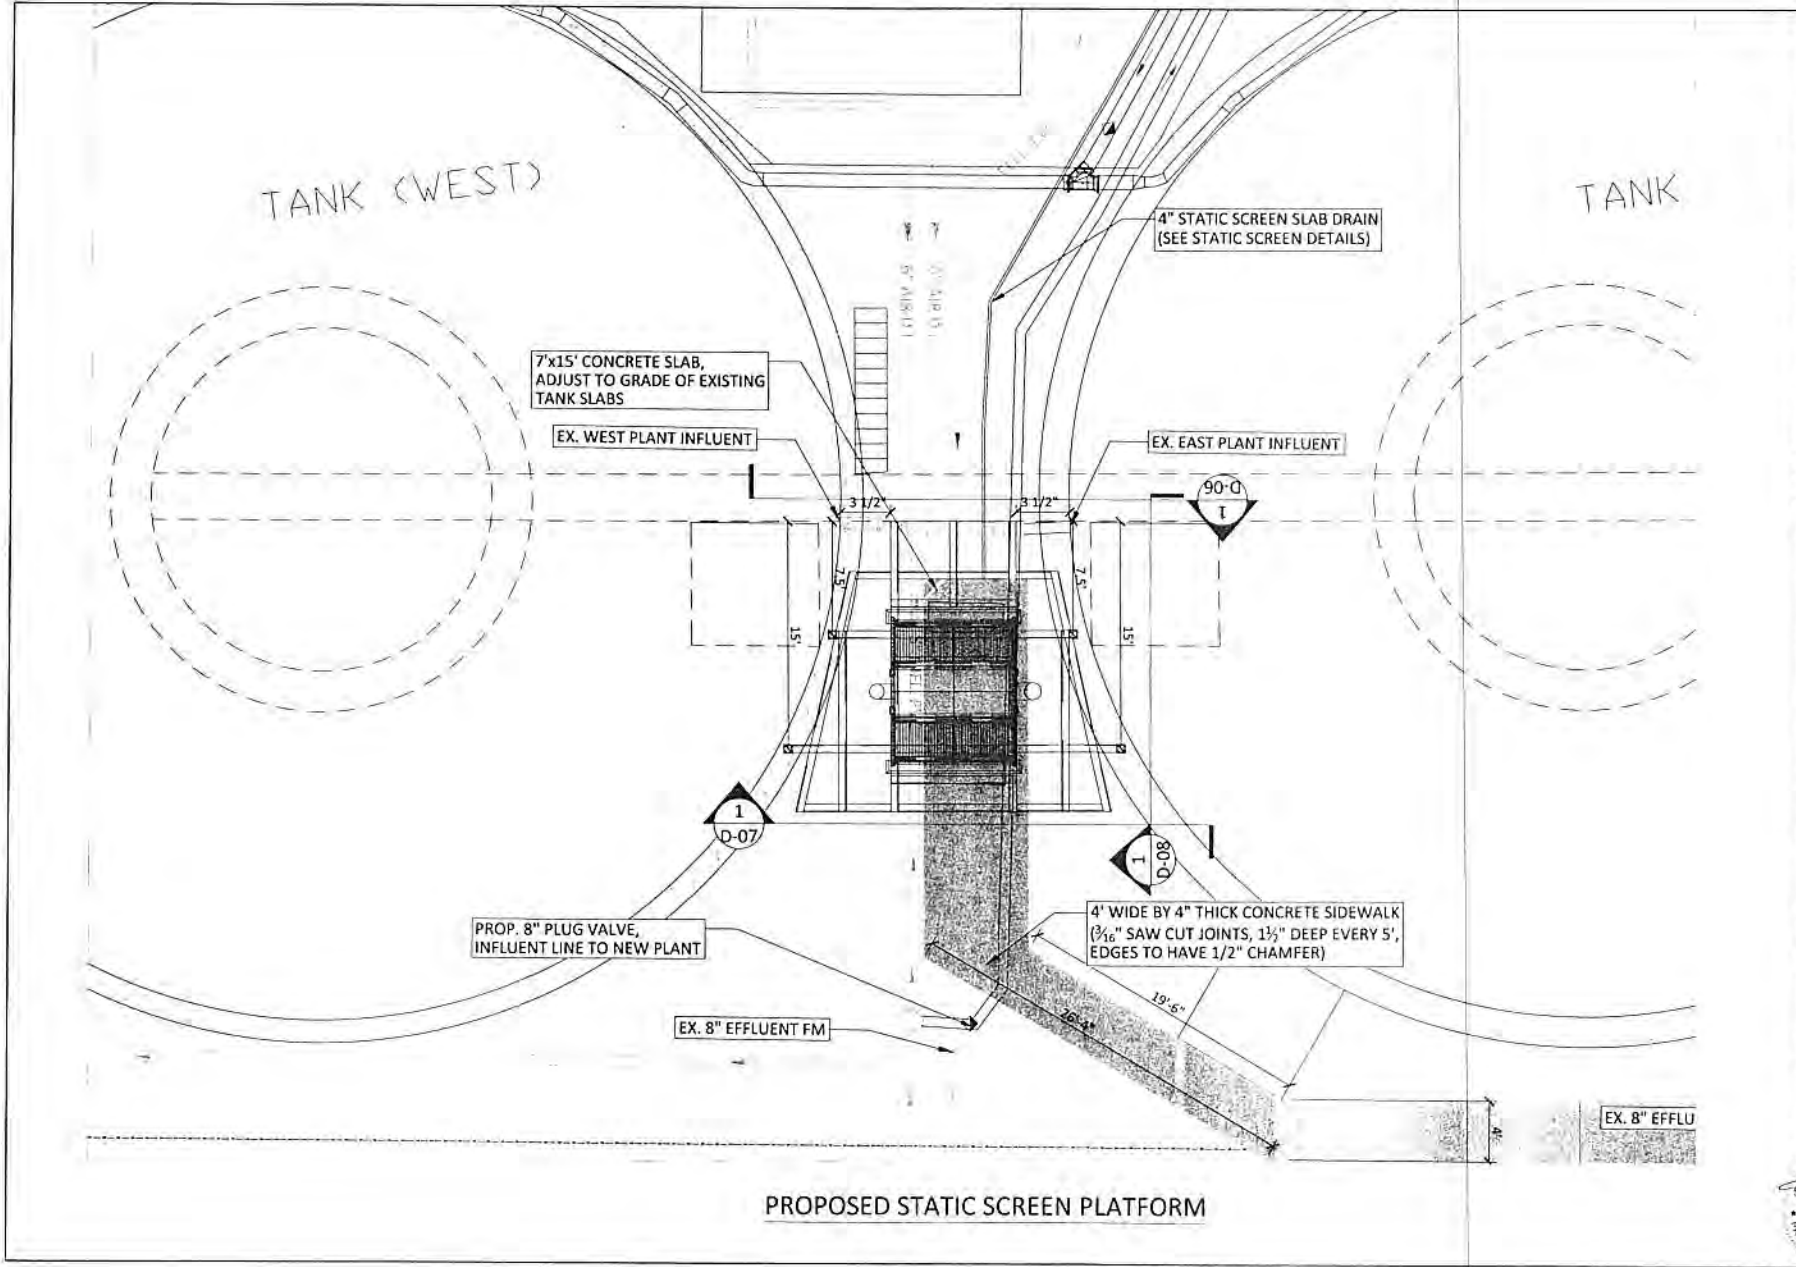 TANK (WEST)
TANK
4" STATIC SCREEN SLAB DRAIN
(SEE STATIC SCREEN DETAILS)
7'x15' CONCRETE SLAB,
ADJUST TO GRADE OF EXISTING
TANK SLABS
EX. WEST PLANT INFLUENT
EX. EAST PLANT INFLUENT
3 1/2"
3 1/2"
1
D-06
7.5'
7.5'
15'
15'
1
D-07
1
D-08
4' WIDE BY 4" THICK CONCRETE SIDEWALK
(3⁄16" SAW CUT JOINTS, 1½" DEEP EVERY 5',
EDGES TO HAVE 1/2" CHAMFER)
PROP. 8" PLUG VALVE,
INFLUENT LINE TO NEW PLANT
19'-6"
26'-4"
EX. 8" EFFLUENT FM
4'
EX. 8" EFFLU
PROPOSED STATIC SCREEN PLATFORM